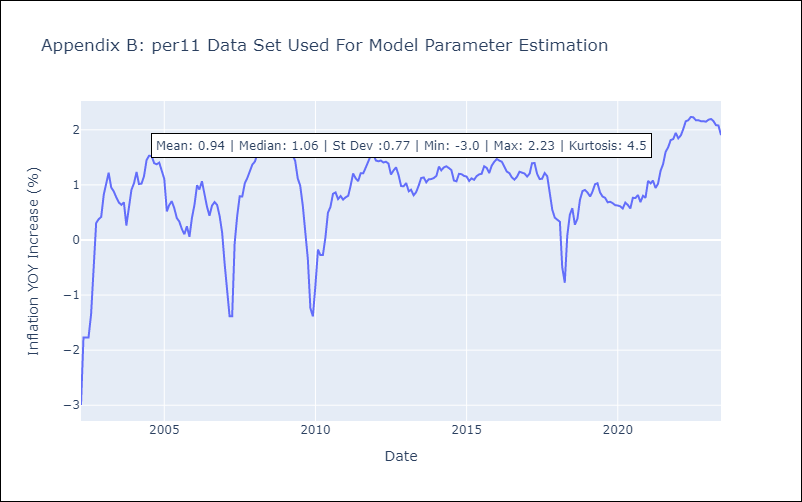 Appendix B: per11 Data Set Used For Model Parameter Estimation
Mean: 0.94 | Median: 1.06 | St Dev :0.77 | Min: -3.0 | Max: 2.23 | Kurtosis: 4.5
Inflation YOY Increase (%)
2
1
0
−1
−2
−3
2005
2010
2015
2020
Date